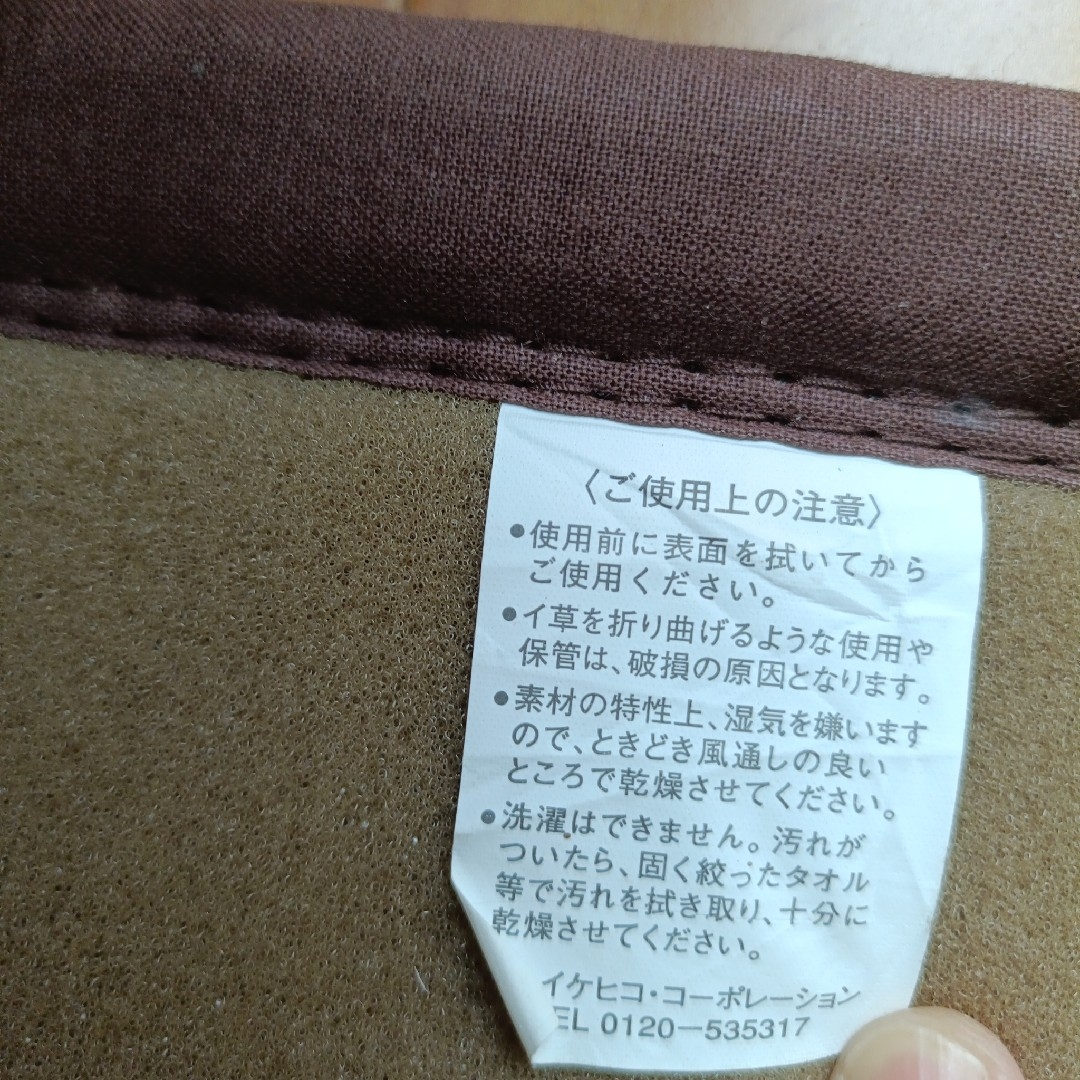 〈ご使用上の注意〉
●使用前に表面を拭いてから
ご使用ください。
●イ草を折り曲げるような使用や
保管は、破損の原因となります。
●素材の特性上、湿気を嫌います
ので、ときどき風通しの良い
ところで乾燥させてください。
●洗濯はできません。汚れが
ついたら、固く絞ったタオル
等で汚れを拭き取り、十分に
乾燥させてください。
イケヒコ・コーポレーション
EL 0120-535317